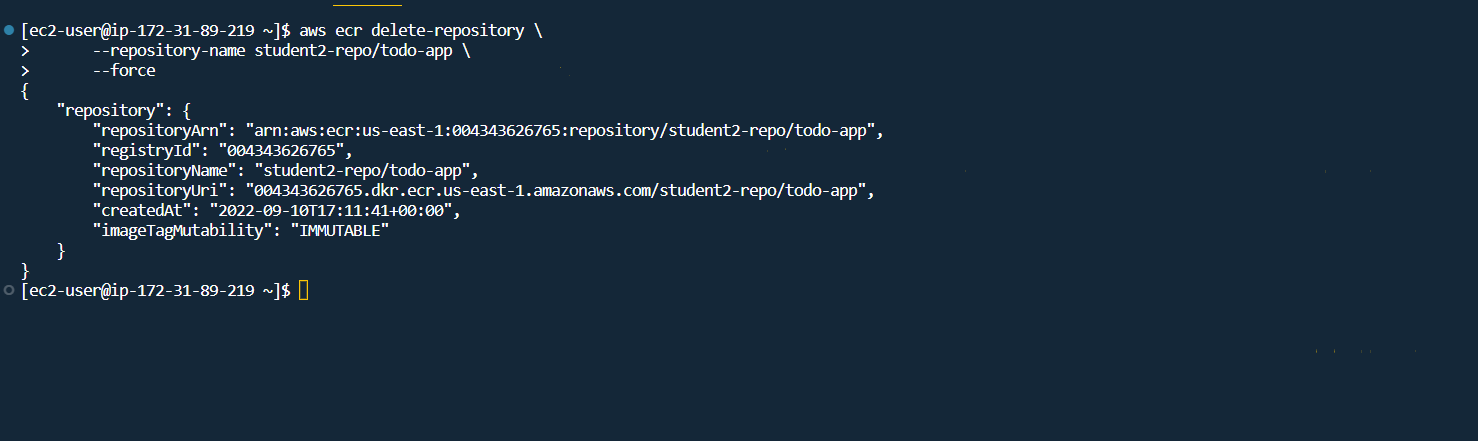 [ec2-user@ip-172-31-89-219 ~]$ aws ecr delete-repository \
>       --repository-name student2-repo/todo-app \
>       --force
{
    "repository": {
        "repositoryArn": "arn:aws:ecr:us-east-1:004343626765:repository/student2-repo/todo-app",
        "registryId": "004343626765",
        "repositoryName": "student2-repo/todo-app",
        "repositoryUri": "004343626765.dkr.ecr.us-east-1.amazonaws.com/student2-repo/todo-app",
        "createdAt": "2022-09-10T17:11:41+00:00",
        "imageTagMutability": "IMMUTABLE"
    }
}
[ec2-user@ip-172-31-89-219 ~]$